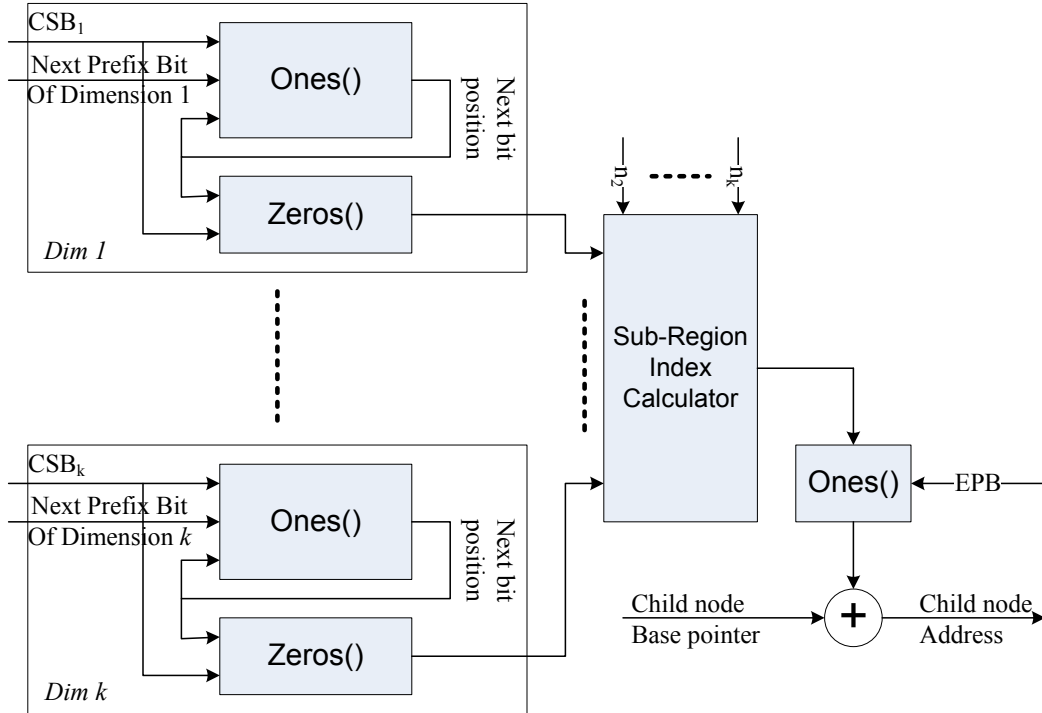 CSB₁
Next Prefix Bit
Of Dimension 1
Ones()
Next bit
position
Zeros()
Dim 1
n₂
nₖ
Sub-Region
Index
Calculator
CSBₖ
Next Prefix Bit
Of Dimension k
Ones()
Next bit
position
Zeros()
Dim k
Ones()
EPB
Child node
Base pointer
+
Child node
Address